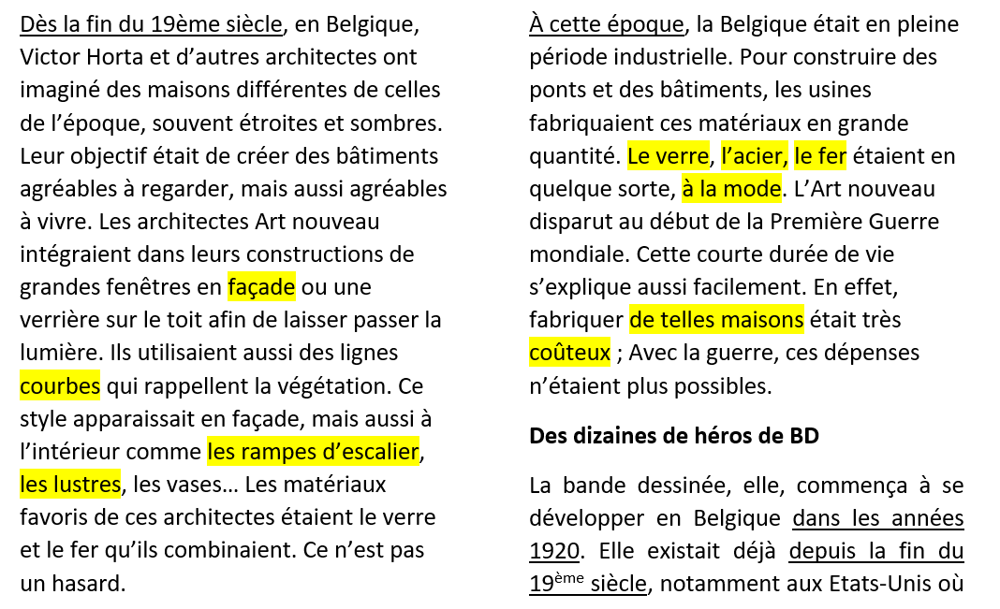 Dès la fin du 19ème siècle, en Belgique,
Victor Horta et d’autres architectes ont
imaginé des maisons différentes de celles
de l’époque, souvent étroites et sombres.
Leur objectif était de créer des bâtiments
agréables à regarder, mais aussi agréables
à vivre. Les architectes Art nouveau
intégraient dans leurs constructions de
grandes fenêtres en façade ou une
verrière sur le toit afin de laisser passer la
lumière. Ils utilisaient aussi des lignes
courbes qui rappellent la végétation. Ce
style apparaissait en façade, mais aussi à
l’intérieur comme les rampes d’escalier,
les lustres, les vases… Les matériaux
favoris de ces architectes étaient le verre
et le fer qu’ils combinaient. Ce n’est pas
un hasard.
À cette époque, la Belgique était en pleine
période industrielle. Pour construire des
ponts et des bâtiments, les usines
fabriquaient ces matériaux en grande
quantité. Le verre, l’acier, le fer étaient en
quelque sorte, à la mode. L’Art nouveau
disparut au début de la Première Guerre
mondiale. Cette courte durée de vie
s’explique aussi facilement. En effet,
fabriquer de telles maisons était très
coûteux ; Avec la guerre, ces dépenses
n’étaient plus possibles.
Des dizaines de héros de BD
La bande dessinée, elle, commença à se
développer en Belgique dans les années
1920. Elle existait déjà depuis la fin du
19ème siècle, notamment aux Etats-Unis où